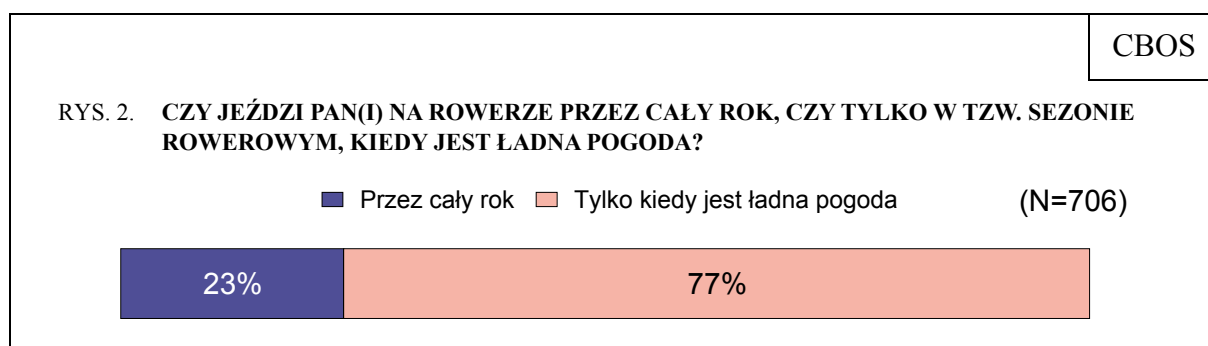 CBOS
RYS. 2. CZY JEŹDZI PAN(I) NA ROWERZE PRZEZ CAŁY ROK, CZY TYLKO W TZW. SEZONIE
ROWEROWYM, KIEDY JEST ŁADNA POGODA?
Przez cały rok Tylko kiedy jest ładna pogoda (N=706)
23% 77%